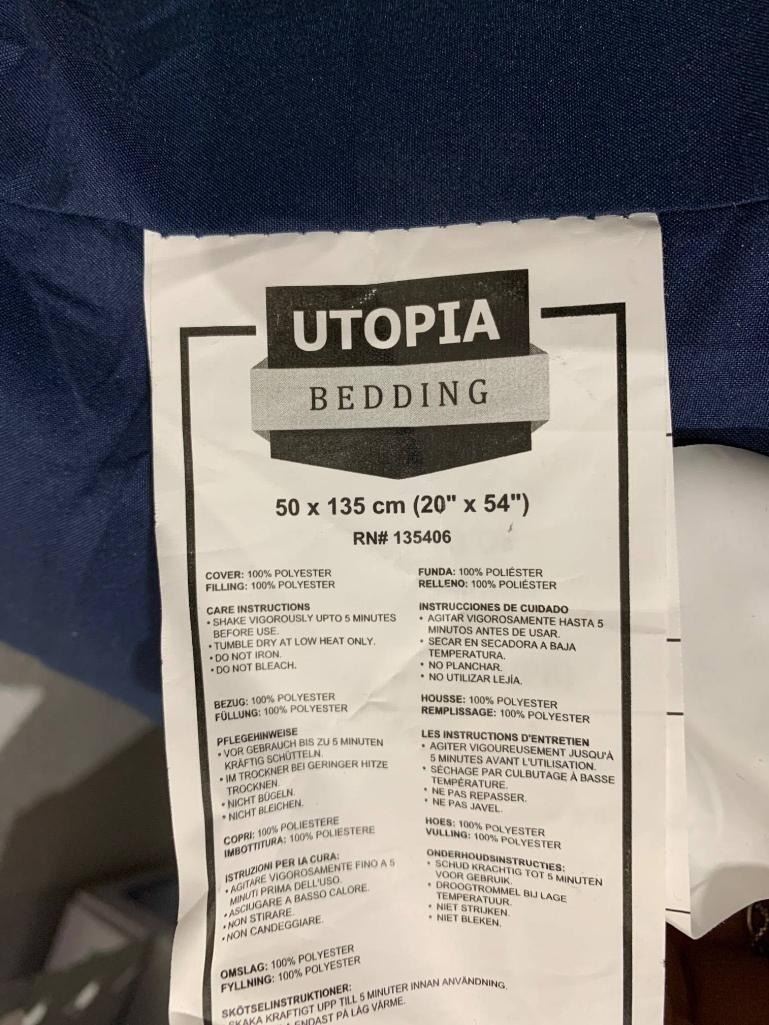 UTOPIA
BEDDING
50 x 135 cm (20" x 54")
RN# 135406
COVER: 100% POLYESTER
FILLING: 100% POLYESTER
CARE INSTRUCTIONS
• SHAKE VIGOROUSLY UPTO 5 MINUTES
BEFORE USE.
• TUMBLE DRY AT LOW HEAT ONLY.
• DO NOT IRON.
• DO NOT BLEACH.
FUNDA: 100% POLIÉSTER
RELLENO: 100% POLIÉSTER
INSTRUCCIONES DE CUIDADO
• AGITAR VIGOROSAMENTE HASTA 5
MINUTOS ANTES DE USAR.
• SECAR EN SECADORA A BAJA
TEMPERATURA.
• NO PLANCHAR.
• NO UTILIZAR LEJÍA.
BEZUG: 100% POLYESTER
FÜLLUNG: 100% POLYESTER
PFLEGEHINWEISE
• VOR GEBRAUCH BIS ZU 5 MINUTEN
KRÄFTIG SCHÜTTELN.
• IM TROCKNER BEI GERINGER HITZE
TROCKNEN.
• NICHT BÜGELN.
• NICHT BLEICHEN.
HOUSSE: 100% POLYESTER
REMPLISSAGE: 100% POLYESTER
LES INSTRUCTIONS D'ENTRETIEN
• AGITER VIGOUREUSEMENT JUSQU'À
5 MINUTES AVANT L'UTILISATION.
• SÉCHAGE PAR CULBUTAGE À BASSE
TEMPÉRATURE.
• NE PAS REPASSER.
• NE PAS JAVEL.
COPRI: 100% POLIESTERE
IMBOTTITURA: 100% POLIESTERE
ISTRUZIONI PER LA CURA:
• AGITARE VIGOROSAMENTE FINO A 5
MINUTI PRIMA DELL'USO.
• ASCIUGARE A BASSO CALORE.
• NON STIRARE.
• NON CANDEGGIARE.
HOES: 100% POLYESTER
VULLING: 100% POLYESTER
ONDERHOUDSINSTRUCTIES:
• SCHUD KRACHTIG TOT 5 MINUTEN
VOOR GEBRUIK.
• DROOGTROMMEL BIJ LAGE
TEMPERATUUR.
• NIET STRIJKEN.
• NIET BLEKEN.
OMSLAG: 100% POLYESTER
FYLLNING: 100% POLYESTER
SKÖTSELINSTRUKTIONER:
SKAKA KRAFTIGT UPP TILL 5 MINUTER INNAN ANVÄNDNING.
ENDAST PÅ LÅG VÄRME.